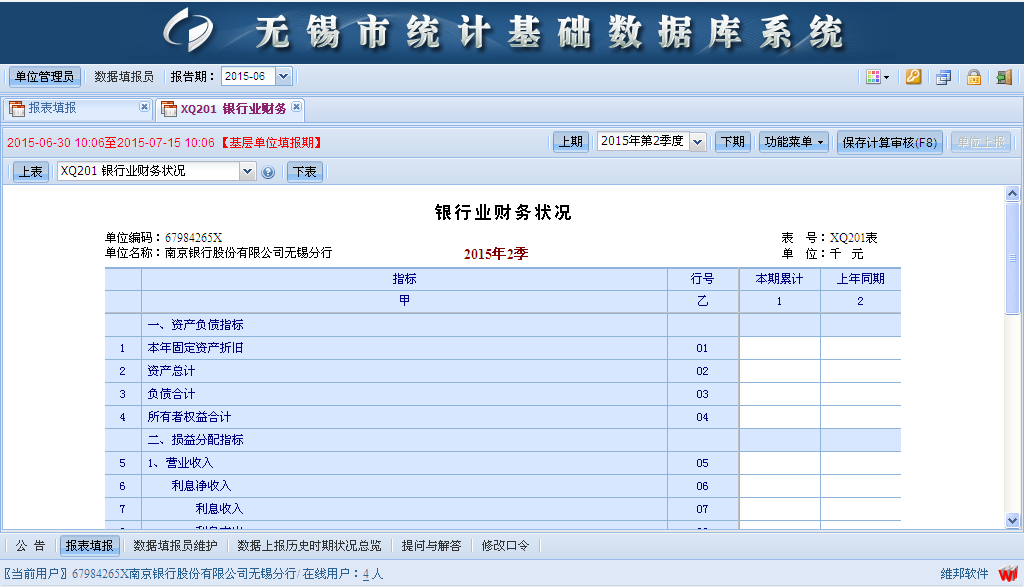 无锡市统计基础数据库系统
单位管理员 数据填报员 报告期： 2015-06
报表填报 XQ201 银行业财务
2015-06-30 10:06至2015-07-15 10:06【基层单位填报期】 上期 2015年第2季度 下期 功能菜单 保存计算审核(F8) 单位上报
上表 XQ201 银行业财务状况 下表
银行业财务状况
单位编码：67984265X 表 号：XQ201表
单位名称：南京银行股份有限公司无锡分行 2015年2季 单 位：千 元
指标 行号 本期累计 上年同期
甲 乙 1 2
一、资产负债指标
1 本年固定资产折旧 01
2 资产总计 02
3 负债合计 03
4 所有者权益合计 04
二、损益分配指标
5 1、营业收入 05
6 利息净收入 06
7 利息收入 07
公 告 报表填报 数据填报员维护 数据上报历史时期状况总览 提问与解答 修改口令
〖当前用户〗67984265X南京银行股份有限公司无锡分行/ 在线用户：4 人 维邦软件